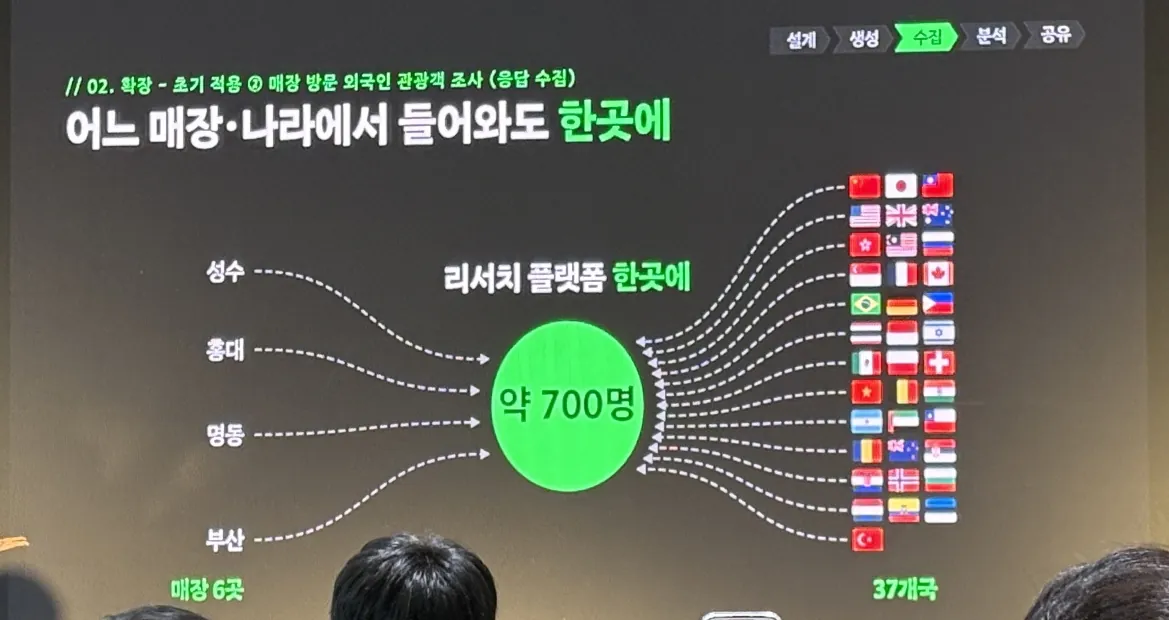 설계 생성 수집 분석 공유
// 02. 확장 - 초기 적용 ② 매장 방문 외국인 관광객 조사 (응답 수집)
어느 매장·나라에서 들어와도 한곳에
리서치 플랫폼 한곳에
성수
홍대
명동
부산
약 700명
매장 6곳
37개국